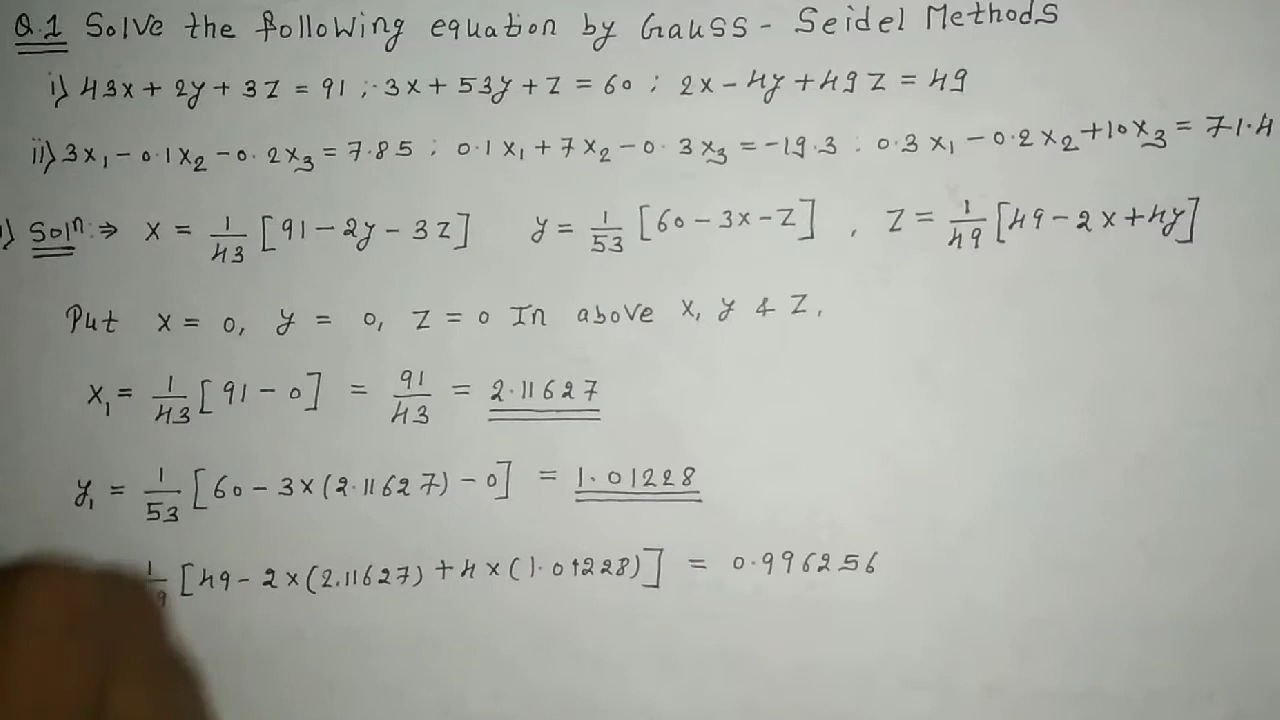 Q.1 Solve the following equation by Gauss - Seidel Methods
i) 43x + 2y + 3z = 91 ; 3x + 53y + z = 60 ; 2x - 4y + 49z = 49
ii) 3x₁ - 0.1x₂ - 0.2x₃ = 7.85 ; 0.1x₁ + 7x₂ - 0.3x₃ = -19.3 : 0.3x₁ - 0.2x₂ + 10x₃ = 71.4
) Solⁿ :⇒ x = 1/43 [91 - 2y - 3z] y = 1/53 [60 - 3x - z] , z = 1/49 [49 - 2x + 4y]
Put x = 0, y = 0, z = 0 In above x, y & z.
x₁ = 1/43 [91 - 0] = 91/43 = 2.11627
y₁ = 1/53 [60 - 3×(2.11627) - 0] = 1.01228
[49 - 2×(2.11627) + 4×(1.01228)] = 0.996256